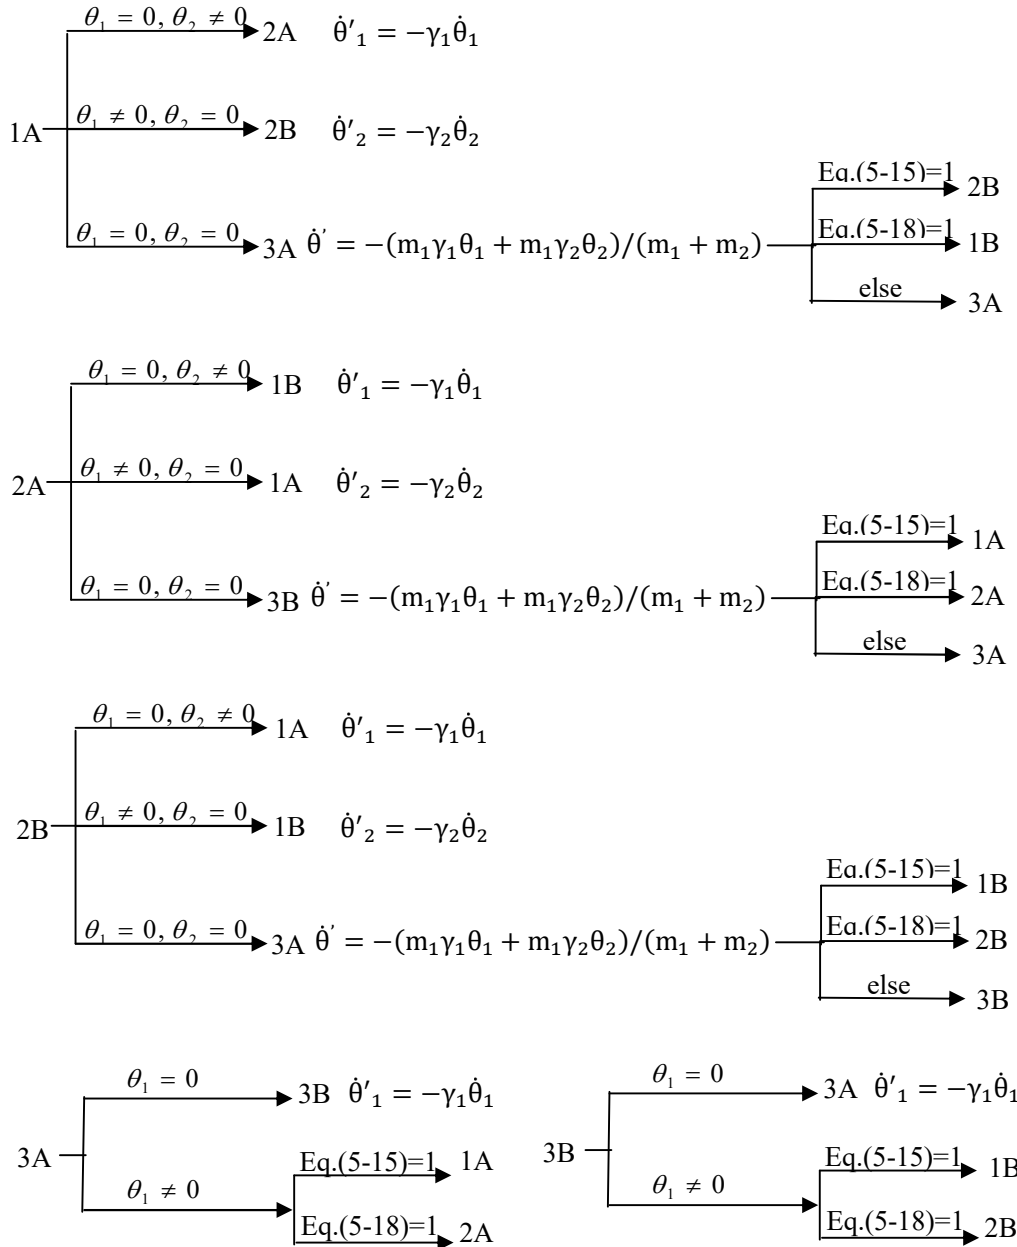 θ₁ = 0, θ₂ ≠ 0 2A θ̇′₁ = −γ₁θ̇₁
1A θ₁ ≠ 0, θ₂ = 0 2B θ̇′₂ = −γ₂θ̇₂
Eq.(5-15)=1 2B
θ₁ = 0, θ₂ = 0 3A θ̇′ = −(m₁γ₁θ₁ + m₁γ₂θ₂)/(m₁ + m₂) Eq.(5-18)=1 1B
else 3A
θ₁ = 0, θ₂ ≠ 0 1B θ̇′₁ = −γ₁θ̇₁
2A θ₁ ≠ 0, θ₂ = 0 1A θ̇′₂ = −γ₂θ̇₂
Eq.(5-15)=1 1A
θ₁ = 0, θ₂ = 0 3B θ̇′ = −(m₁γ₁θ₁ + m₁γ₂θ₂)/(m₁ + m₂) Eq.(5-18)=1 2A
else 3A
θ₁ = 0, θ₂ ≠ 0 1A θ̇′₁ = −γ₁θ̇₁
2B θ₁ ≠ 0, θ₂ = 0 1B θ̇′₂ = −γ₂θ̇₂
Eq.(5-15)=1 1B
θ₁ = 0, θ₂ = 0 3A θ̇′ = −(m₁γ₁θ₁ + m₁γ₂θ₂)/(m₁ + m₂) Eq.(5-18)=1 2B
else 3B
θ₁ = 0 3B θ̇′₁ = −γ₁θ̇₁
3A
Eq.(5-15)=1 1A
θ₁ ≠ 0
Eq.(5-18)=1 2A
θ₁ = 0 3A θ̇′₁ = −γ₁θ̇₁
3B
Eq.(5-15)=1 1B
θ₁ ≠ 0
Eq.(5-18)=1 2B